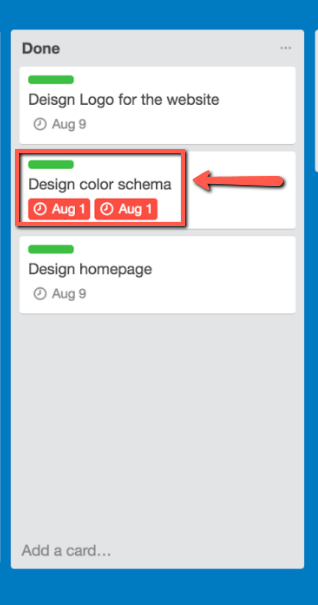 Done
Deisgn Logo for the website
Aug 9
Design color schema
Aug 1 Aug 1
Design homepage
Aug 9
Add a card...